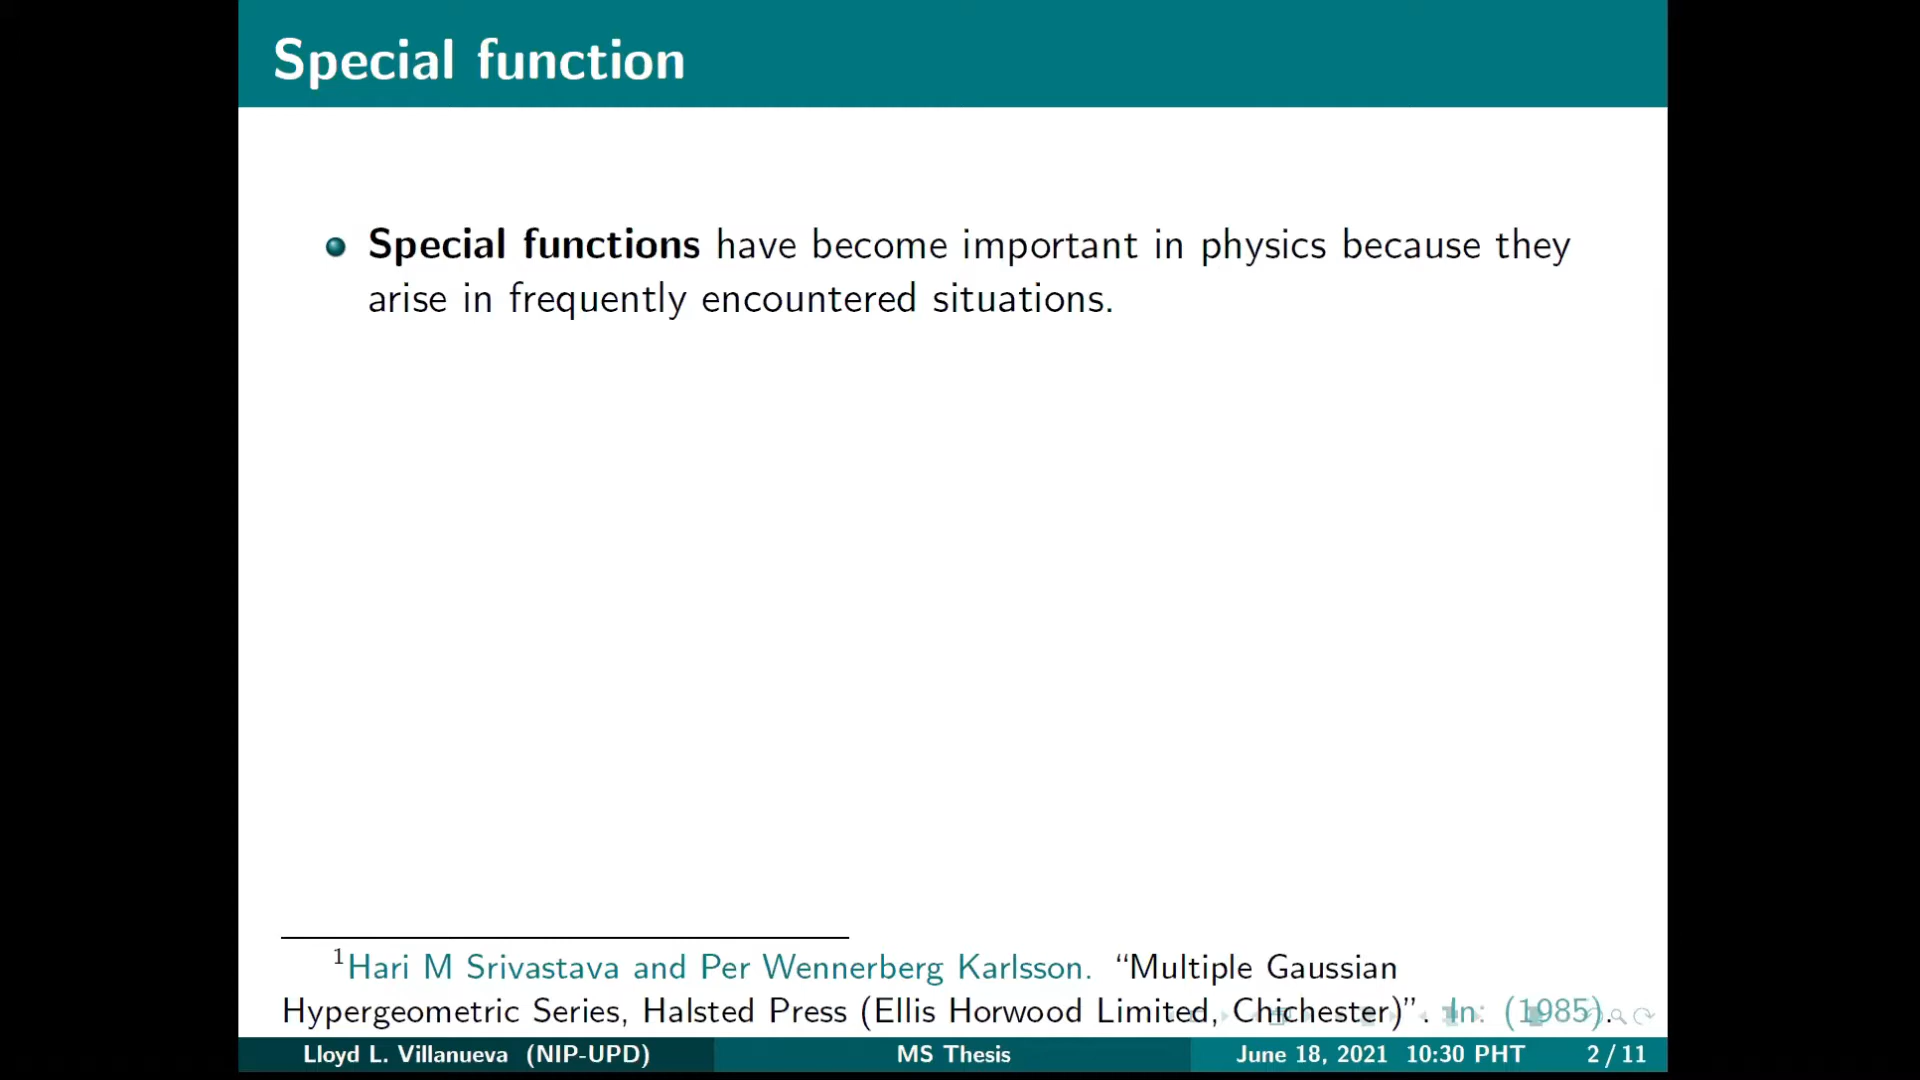 Special function
Special functions have become important in physics because they
arise in frequently encountered situations.
¹Hari M Srivastava and Per Wennerberg Karlsson. “Multiple Gaussian
Hypergeometric Series, Halsted Press (Ellis Horwood Limited, Chichester)”. In: (1985).
Lloyd L. Villanueva (NIP-UPD) MS Thesis June 18, 2021 10:30 PHT 2 / 11